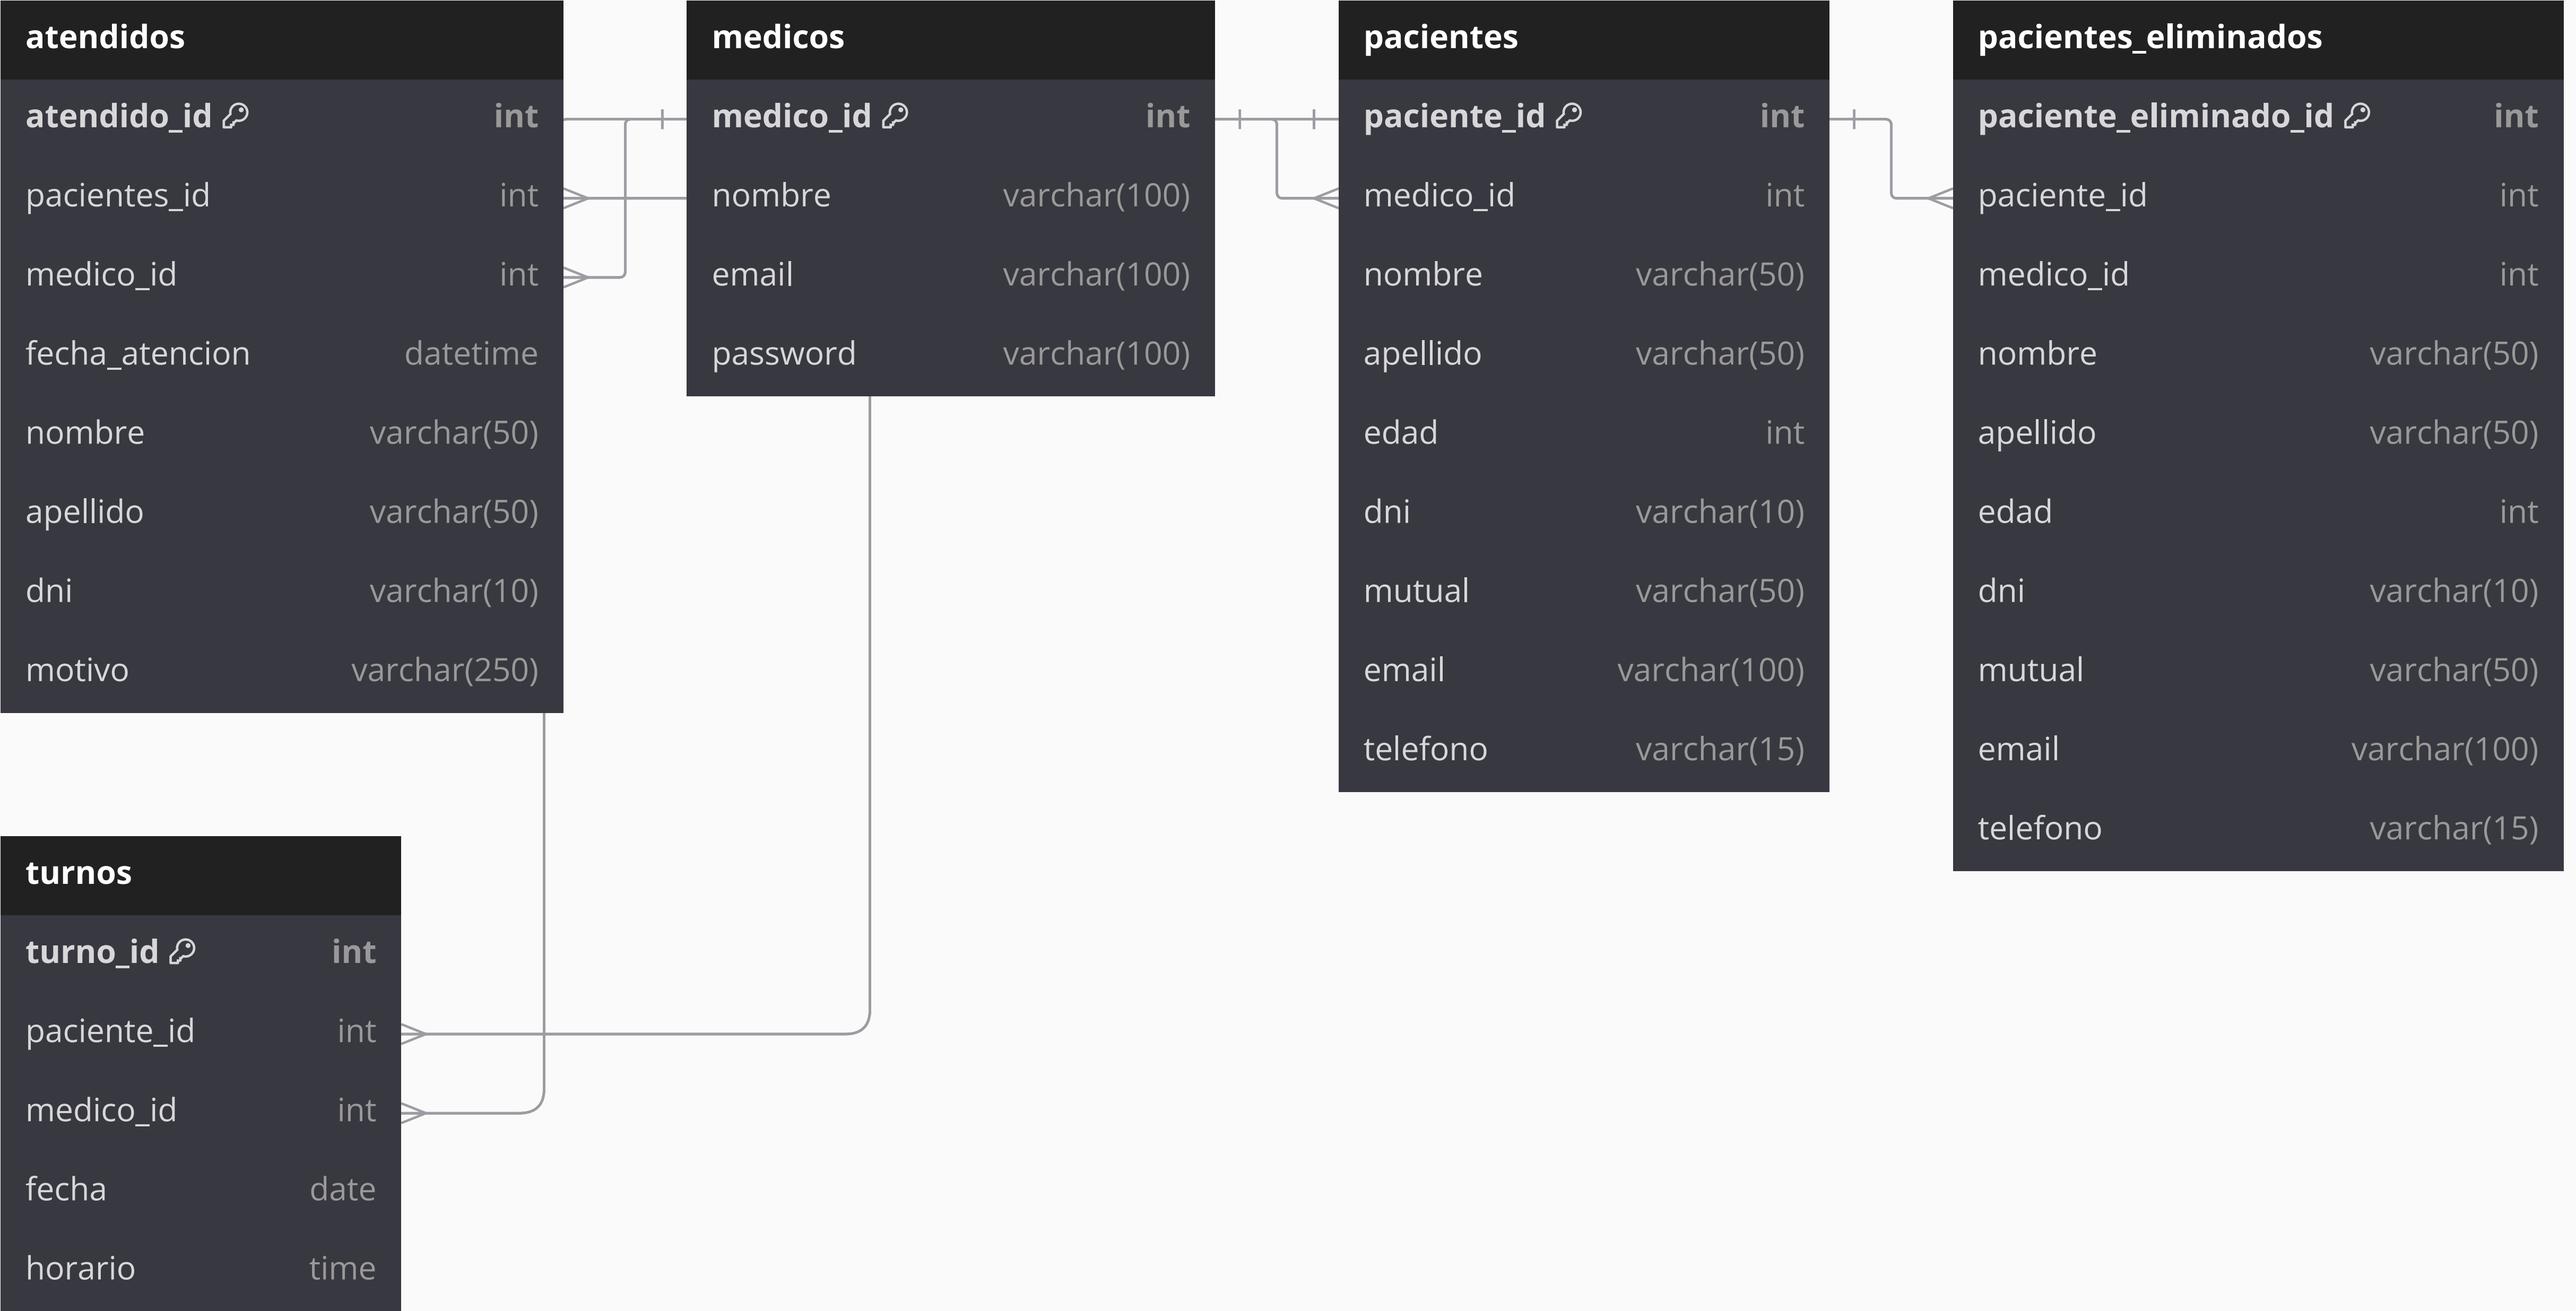 atendidos
atendido_id int
pacientes_id int
medico_id int
fecha_atencion datetime
nombre varchar(50)
apellido varchar(50)
dni varchar(10)
motivo varchar(250)
medicos
medico_id int
nombre varchar(100)
email varchar(100)
password varchar(100)
pacientes
paciente_id int
medico_id int
nombre varchar(50)
apellido varchar(50)
edad int
dni varchar(10)
mutual varchar(50)
email varchar(100)
telefono varchar(15)
pacientes_eliminados
paciente_eliminado_id int
paciente_id int
medico_id int
nombre varchar(50)
apellido varchar(50)
edad int
dni varchar(10)
mutual varchar(50)
email varchar(100)
telefono varchar(15)
turnos
turno_id int
paciente_id int
medico_id int
fecha date
horario time